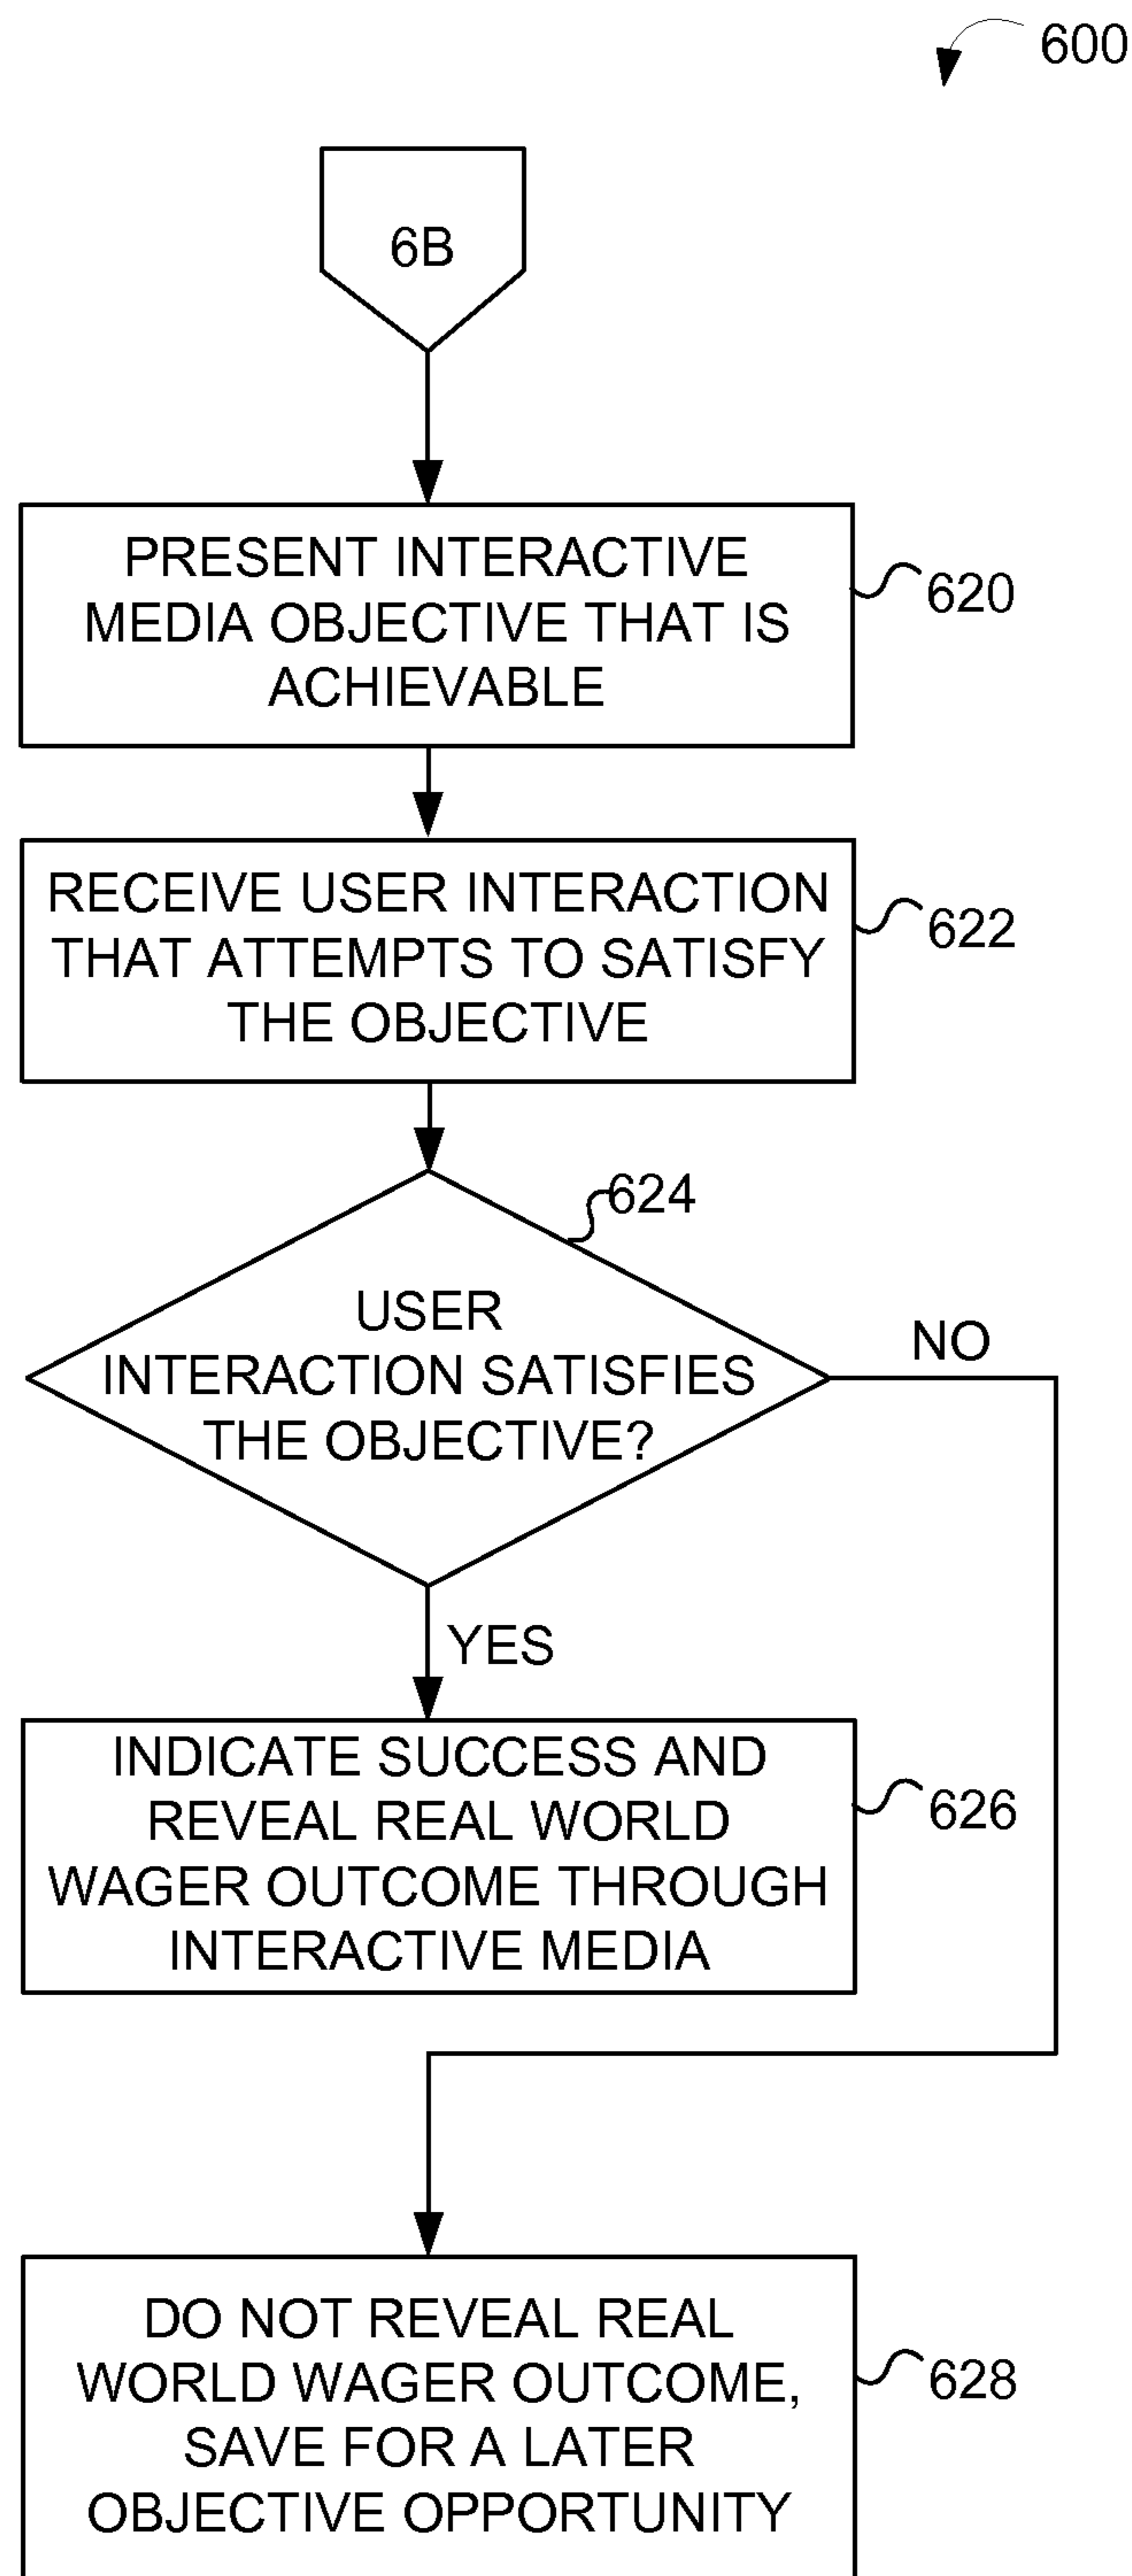 600
6B
PRESENT INTERACTIVE
MEDIA OBJECTIVE THAT IS
ACHIEVABLE
620
RECEIVE USER INTERACTION
THAT ATTEMPTS TO SATISFY
THE OBJECTIVE
622
624
USER
INTERACTION SATISFIES
THE OBJECTIVE?
NO
YES
INDICATE SUCCESS AND
REVEAL REAL WORLD
WAGER OUTCOME THROUGH
INTERACTIVE MEDIA
626
DO NOT REVEAL REAL
WORLD WAGER OUTCOME,
SAVE FOR A LATER
OBJECTIVE OPPORTUNITY
628